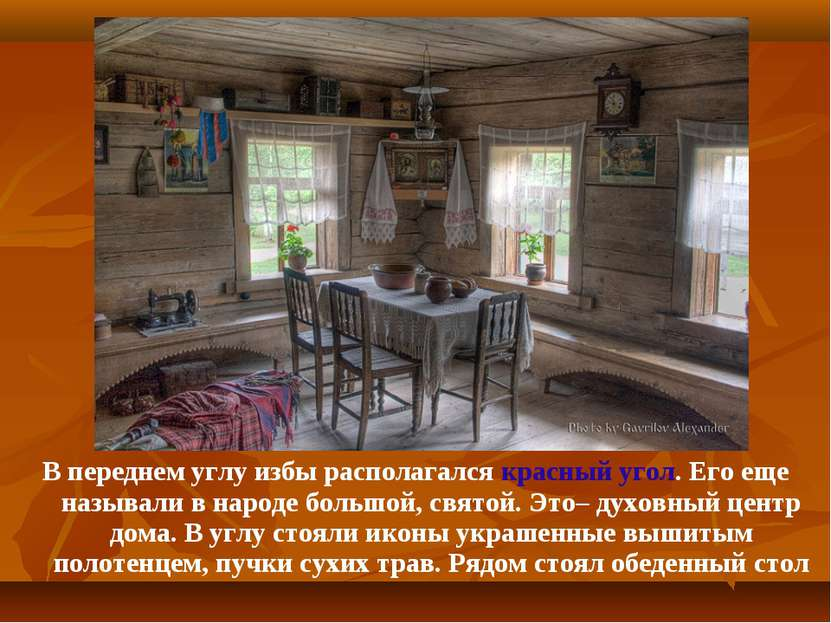 Photo by Gavrilov Alexander
В переднем углу избы располагался красный угол. Его еще
называли в народе большой, святой. Это– духовный центр
дома. В углу стояли иконы украшенные вышитым
полотенцем, пучки сухих трав. Рядом стоял обеденный стол